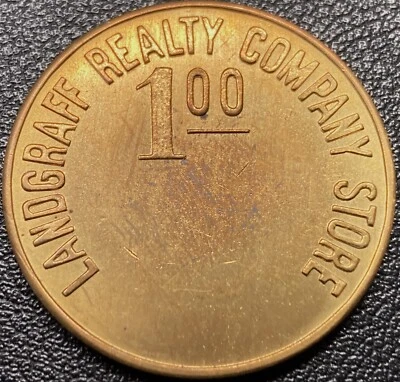 LANDGRAFF REALTY COMPANY STORE
1 00